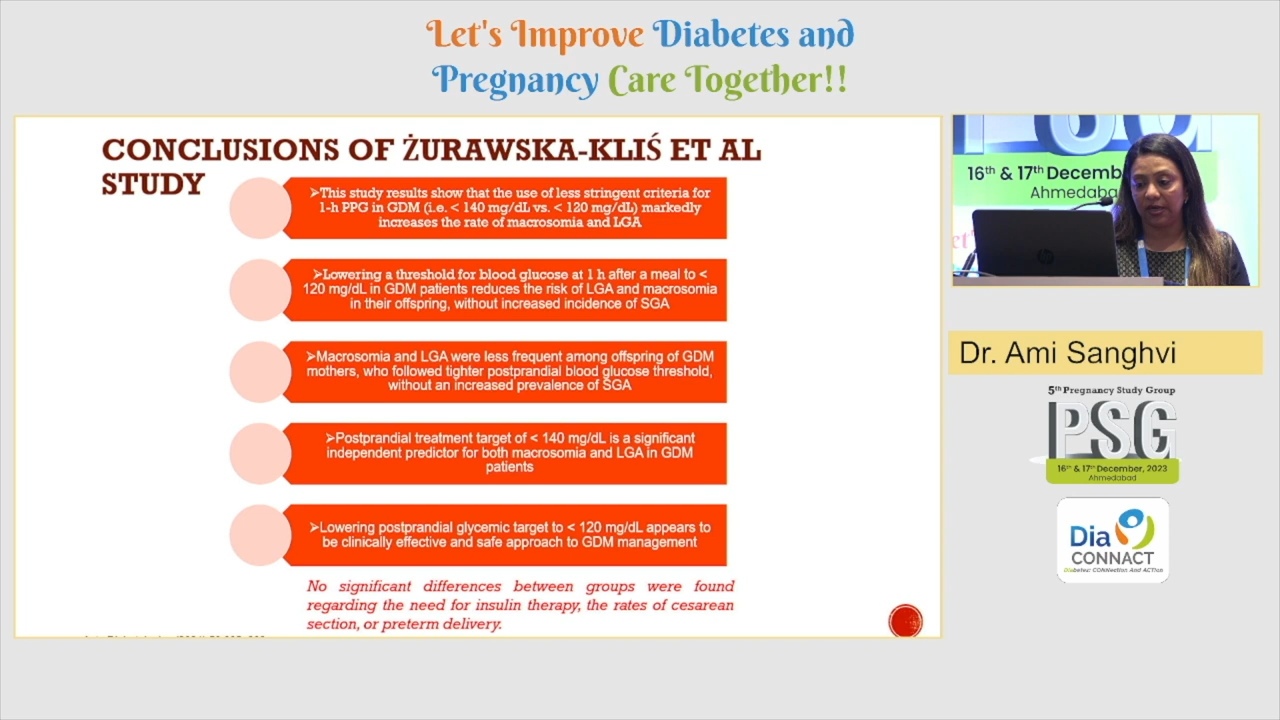 Let's Improve Diabetes and
Pregnancy Care Together!!
CONCLUSIONS OF ŻURAWSKA-KLIŚ ET AL
STUDY
➢This study results show that the use of less stringent criteria for
1-h PPG in GDM (i.e. < 140 mg/dL vs. < 120 mg/dL) markedly
increases the rate of macrosomia and LGA
➢Lowering a threshold for blood glucose at 1 h after a meal to <
120 mg/dL in GDM patients reduces the risk of LGA and macrosomia
in their offspring, without increased incidence of SGA
➢Macrosomia and LGA were less frequent among offspring of GDM
mothers, who followed tighter postprandial blood glucose threshold,
without an increased prevalence of SGA
➢Postprandial treatment target of < 140 mg/dL is a significant
independent predictor for both macrosomia and LGA in GDM
patients
➢Lowering postprandial glycemic target to < 120 mg/dL appears to
be clinically effective and safe approach to GDM management
No significant differences between groups were found
regarding the need for insulin therapy, the rates of cesarean
section, or preterm delivery.
16th & 17th Decemb
Ahmedaba
hp
Dr. Ami Sanghvi
5th Pregnancy Study Group
PSG
16th & 17th December, 2023
Ahmedabad
Dia
CONNACT
Diabetes: CONNection And ACTion